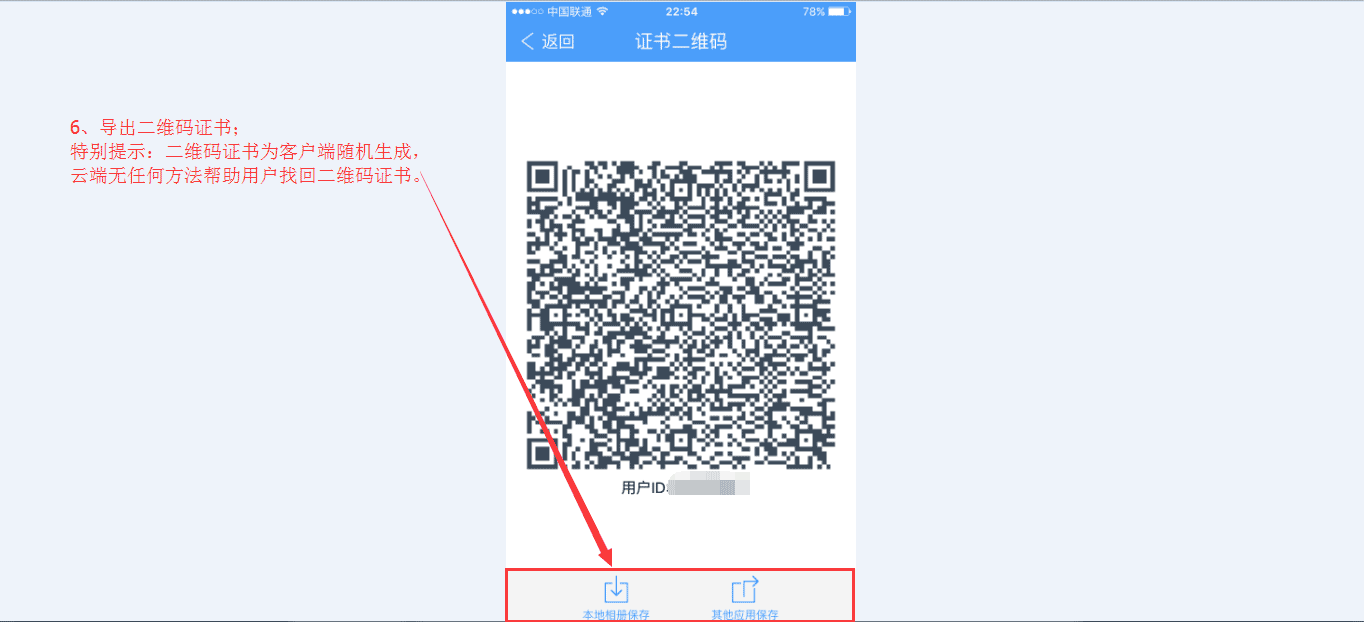 中国联通
22:54
78%
返回
证书二维码
6、导出二维码证书；
特别提示：二维码证书为客户端随机生成，
云端无任何方法帮助用户找回二维码证书。
用户ID:
本地相册保存
其他应用保存